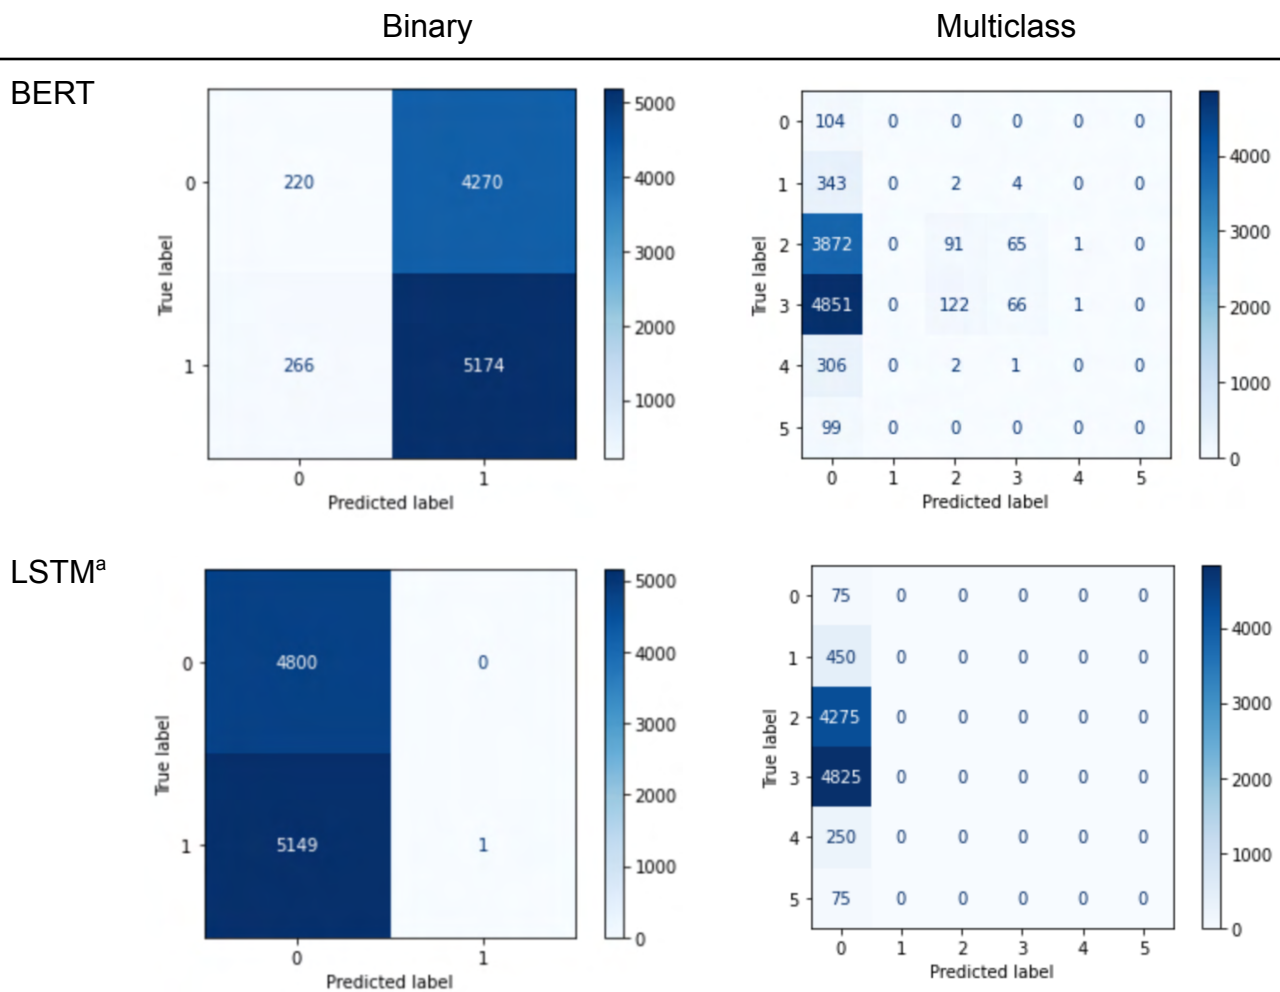 Binary Multiclass
BERT
0 220 4270
1 266 5174
0 1
True label
Predicted label
5000
4000
3000
2000
1000
0 104 0 0 0 0 0
1 343 0 2 4 0 0
2 3872 0 91 65 1 0
3 4851 0 122 66 1 0
4 306 0 2 1 0 0
5 99 0 0 0 0 0
0 1 2 3 4 5
True label
Predicted label
4000
3000
2000
1000
0
LSTMª
0 4800 0
1 5149 1
0 1
True label
Predicted label
5000
4000
3000
2000
1000
0
0 75 0 0 0 0 0
1 450 0 0 0 0 0
2 4275 0 0 0 0 0
3 4825 0 0 0 0 0
4 250 0 0 0 0 0
5 75 0 0 0 0 0
0 1 2 3 4 5
True label
Predicted label
4000
3000
2000
1000
0